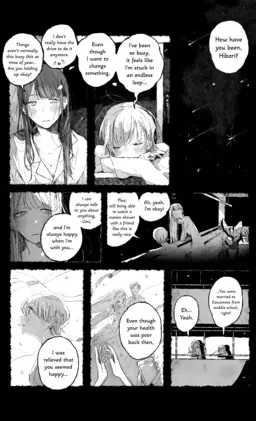 How have
you been,
Hibari?
I've been
so busy,
is feels like
I'm stuck in
an endless
loop...
Even
though I
want to change
something.
I don't
really have the
drive to do it
anymore.
Things
aren't normally
this busy this at
time of year...
Are you holding
up okay?
Ah, yeah,
I'm okay!
Plus,
still being able
to watch a
meteor shower
with a friend
like this is
really nice.
I can
always talk
to you about
anything,
Umi,
and I'm
always happy
when I'm
with you...
...You were
married to
Kawamoto from
middle school,
right?
Eh...
Yeah.
Even though
your health
was poor
back then,
I was
relieved that
you seemed
happy...